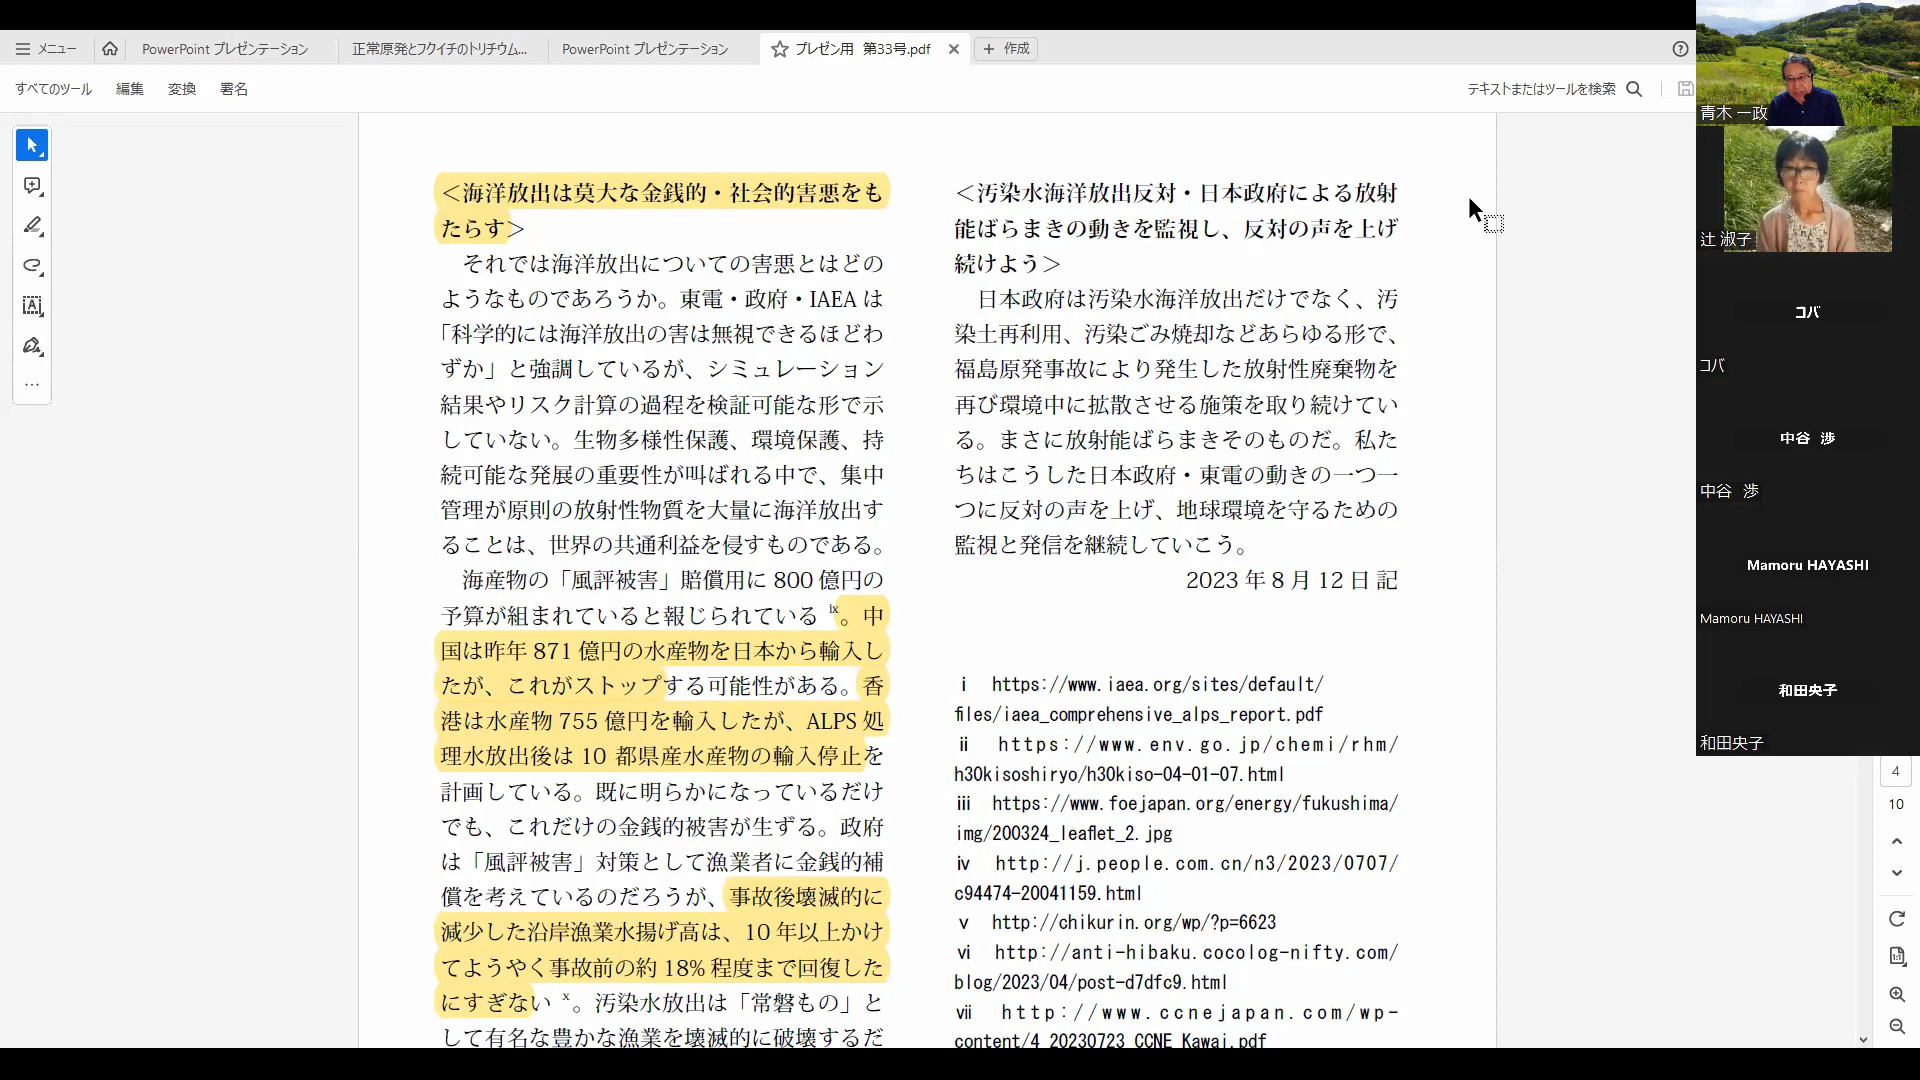 メニュー
PowerPoint プレゼンテーション
正常原発とフクイチのトリチウム...
PowerPoint プレゼンテーション
プレゼン用 第33号.pdf
作成
すべてのツール
編集
変換
署名
テキストまたはツールを検索
＜海洋放出は莫大な金銭的・社会的害悪をも
たらす＞
それでは海洋放出についての害悪とはどの
ようなものであろうか。東電・政府・IAEA は
「科学的には海洋放出の害は無視できるほどわ
ずか」と強調しているが、シミュレーション
結果やリスク計算の過程を検証可能な形で示
していない。生物多様性保護、環境保護、持
続可能な発展の重要性が叫ばれる中で、集中
管理が原則の放射性物質を大量に海洋放出す
ることは、世界の共通利益を侵すものである。
海産物の「風評被害」賠償用に 800 億円の
予算が組まれていると報じられている ix。中
国は昨年 871 億円の水産物を日本から輸入し
たが、これがストップする可能性がある。香
港は水産物 755 億円を輸入したが、ALPS 処
理水放出後は 10 都県産水産物の輸入停止を
計画している。既に明らかになっているだけ
でも、これだけの金銭的被害が生ずる。政府
は「風評被害」対策として漁業者に金銭的補
償を考えているのだろうが、事故後壊滅的に
減少した沿岸漁業水揚げ高は、10 年以上かけ
てようやく事故前の約 18% 程度まで回復した
にすぎない x。汚染水放出は「常磐もの」と
して有名な豊かな漁業を壊滅的に破壊するだ
＜汚染水海洋放出反対・日本政府による放射
能ばらまきの動きを監視し、反対の声を上げ
続けよう＞
日本政府は汚染水海洋放出だけでなく、汚
染土再利用、汚染ごみ焼却などあらゆる形で、
福島原発事故により発生した放射性廃棄物を
再び環境中に拡散させる施策を取り続けてい
る。まさに放射能ばらまきそのものだ。私た
ちはこうした日本政府・東電の動きの一つ一
つに反対の声を上げ、地球環境を守るための
監視と発信を継続していこう。
2023 年 8 月 12 日 記
i https://www.iaea.org/sites/default/
files/iaea_comprehensive_alps_report.pdf
ii https://www.env.go.jp/chemi/rhm/
h30kisoshiryo/h30kiso-04-01-07.html
iii https://www.foejapan.org/energy/fukushima/
img/200324_leaflet_2.jpg
iv http://j.people.com.cn/n3/2023/0707/
c94474-20041159.html
v http://chikurin.org/wp/?p=6623
vi http://anti-hibaku.cocolog-nifty.com/
blog/2023/04/post-d7dfc9.html
vii http://www.ccnejapan.com/wp-
content/4_20230723_CCNE_Kawai.pdf
青木 一政
辻 淑子
コバ
コバ
中谷 渉
中谷 渉
Mamoru HAYASHI
Mamoru HAYASHI
和田央子
和田央子
4
10